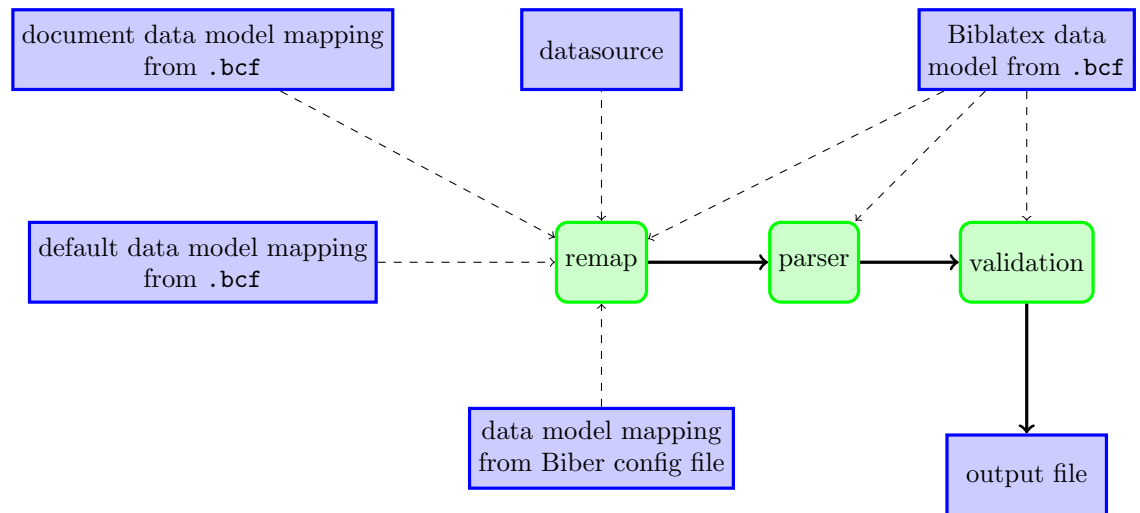 document data model mapping
from .bcf
datasource
Biblatex data
model from .bcf
default data model mapping
from .bcf
remap
parser
validation
data model mapping
from Biber config file
output file